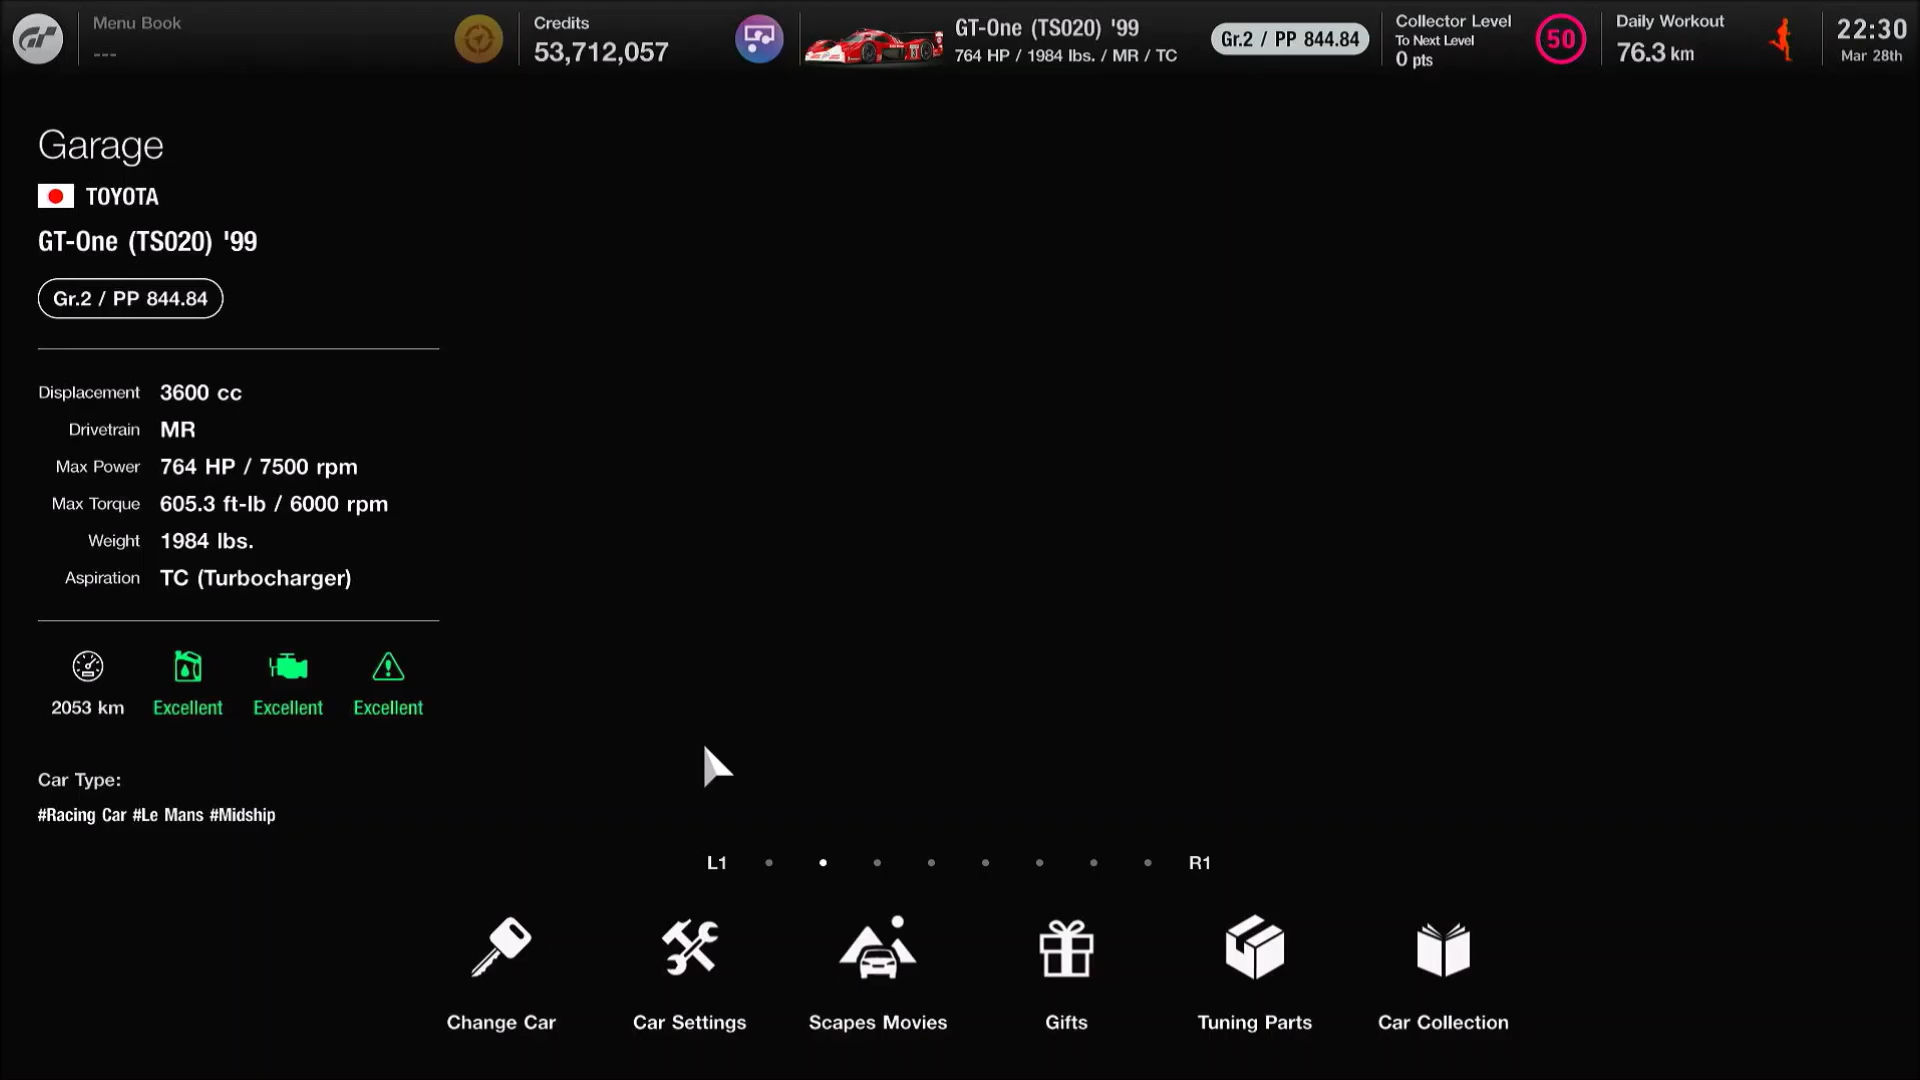 Menu Book
---
Credits
53,712,057
GT-One (TS020) '99
764 HP / 1984 lbs. / MR / TC
Gr.2 / PP 844.84
Collector Level
To Next Level
0 pts
50
Daily Workout
76.3 km
22:30
Mar 28th
Garage
TOYOTA
GT-One (TS020) '99
Gr.2 / PP 844.84
Displacement 3600 cc
Drivetrain MR
Max Power 764 HP / 7500 rpm
Max Torque 605.3 ft-lb / 6000 rpm
Weight 1984 lbs.
Aspiration TC (Turbocharger)
2053 km Excellent Excellent Excellent
Car Type:
#Racing Car #Le Mans #Midship
L1 R1
Change Car Car Settings Scapes Movies Gifts Tuning Parts Car Collection